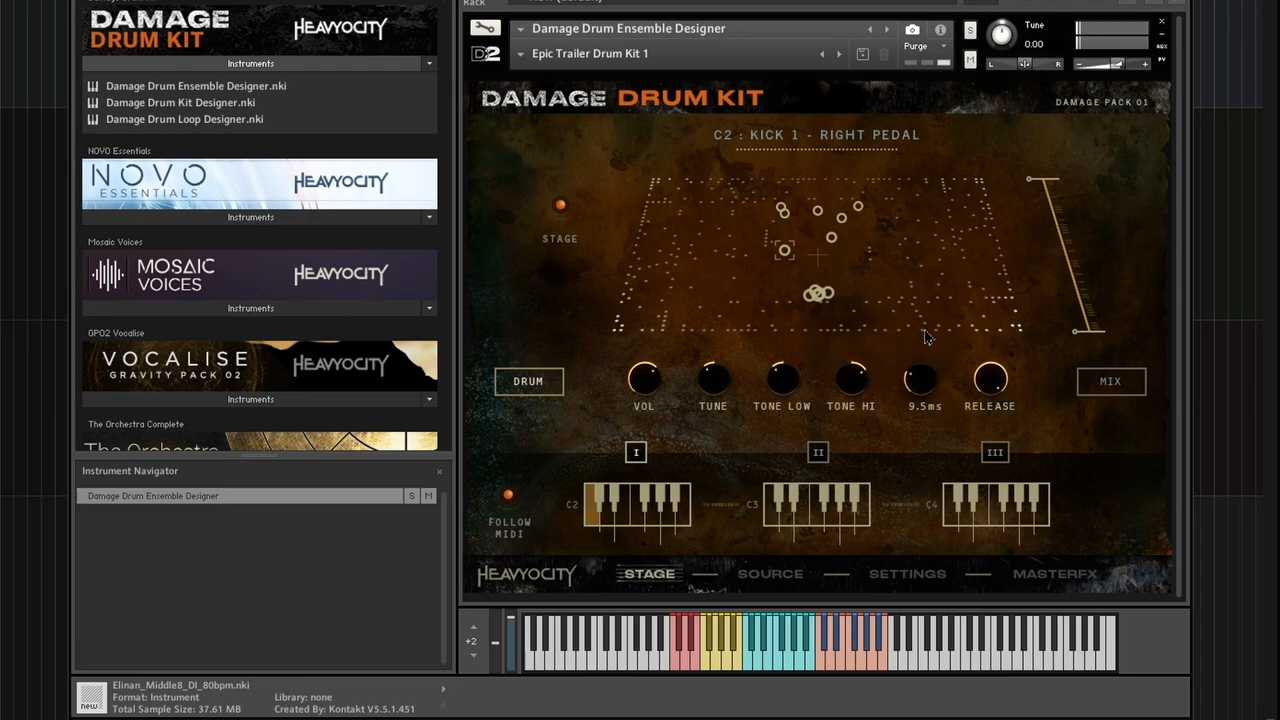 DAMAGE
DRUM KIT
HEAVYOCITY
Instruments
Damage Drum Ensemble Designer.nki
Damage Drum Kit Designer.nki
Damage Drum Loop Designer.nki
NOVO Essentials
NOVO
ESSENTIALS
HEAVYOCITY
Instruments
Mosaic Voices
MOSAIC
VOICES
HEAVYOCITY
Instruments
GPO2 Vocalise
VOCALISE
GRAVITY PACK 02
HEAVYOCITY
Instruments
The Orchestra Complete
The Orchestra
Instrument Navigator
Damage Drum Ensemble Designer
S
M
Rack
Damage Drum Ensemble Designer
D2
Epic Trailer Drum Kit 1
Purge
S
M
Tune
0.00
L
R
AUX
PV
DAMAGE DRUM KIT
DAMAGE PACK 01
C2 : KICK 1 - RIGHT PEDAL
STAGE
DRUM
MIX
VOL
TUNE
TONE LOW
TONE HI
9.5ms
RELEASE
I
II
III
C2
C3
C4
FOLLOW
MIDI
HEAVYOCITY
STAGE
SOURCE
SETTINGS
MASTERFX
+2
new
Elinan_Middle8_DI_80bpm.nki
Format: Instrument
Library: none
Total Sample Size: 37.61 MB
Created By: Kontakt V5.5.1.451